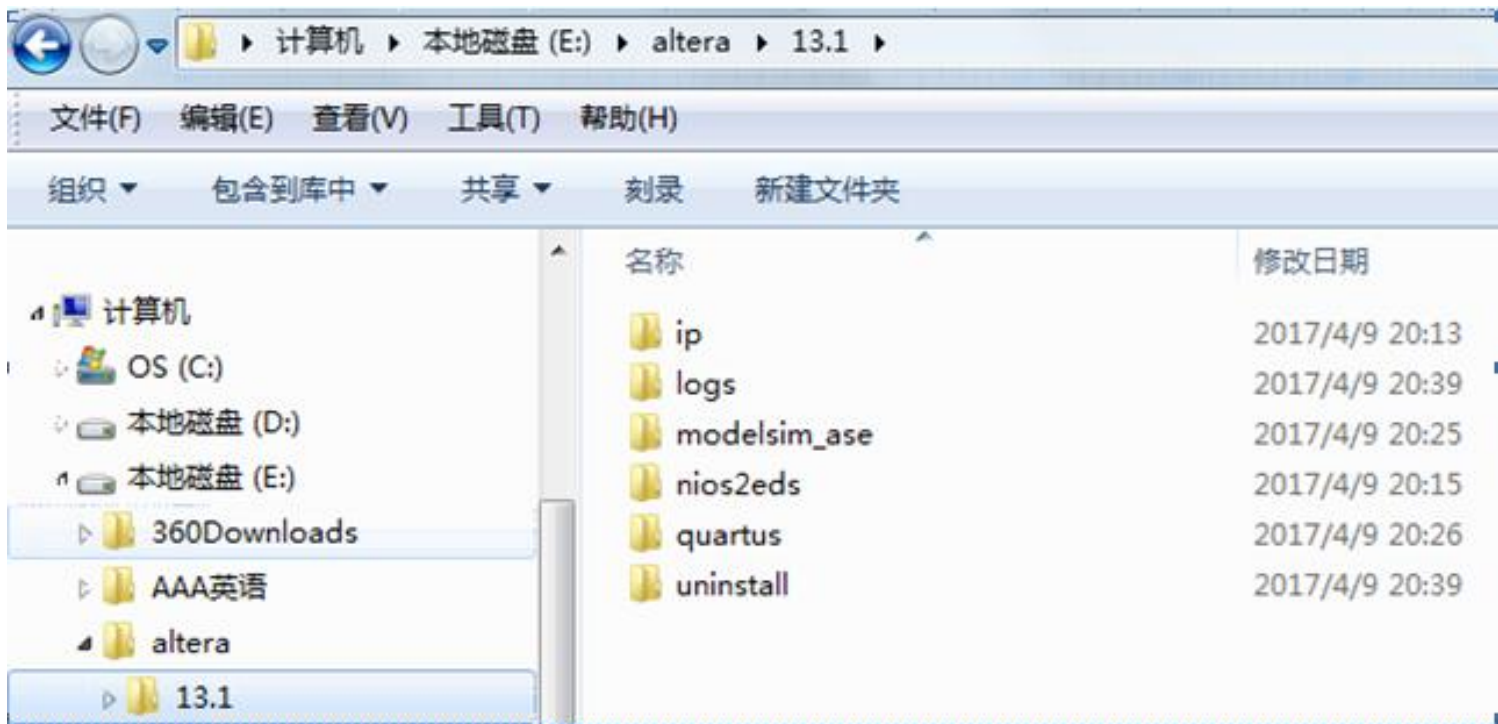 计算机 本地磁盘 (E:) altera 13.1
文件(F) 编辑(E) 查看(V) 工具(T) 帮助(H)
组织 包含到库中 共享 刻录 新建文件夹
计算机
OS (C:)
本地磁盘 (D:)
本地磁盘 (E:)
360Downloads
AAA英语
altera
13.1
名称 修改日期
ip 2017/4/9 20:13
logs 2017/4/9 20:39
modelsim_ase 2017/4/9 20:25
nios2eds 2017/4/9 20:15
quartus 2017/4/9 20:26
uninstall 2017/4/9 20:39